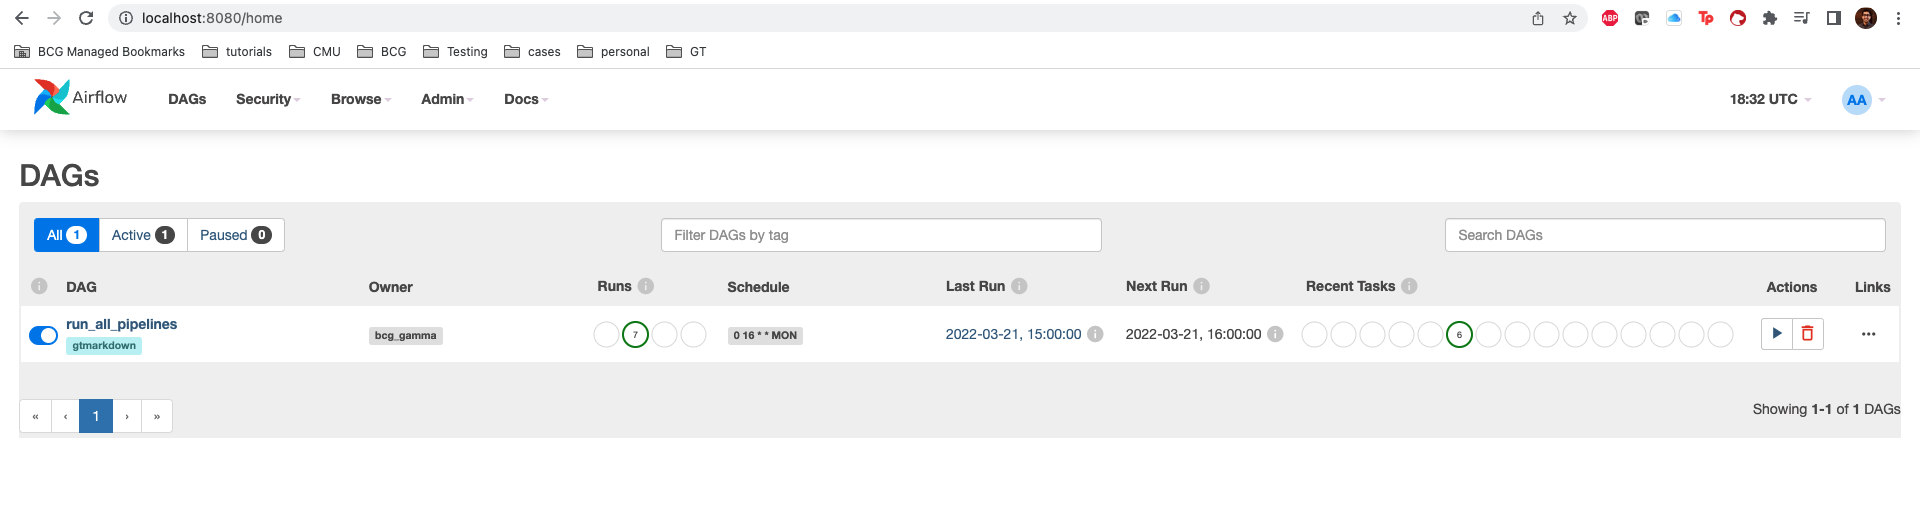 localhost:8080/home
ABP
Tp
BCG Managed Bookmarks tutorials CMU BCG Testing cases personal GT
Airflow DAGs Security Browse Admin Docs 18:32 UTC AA
DAGs
All 1 Active 1 Paused 0 Filter DAGs by tag Search DAGs
i DAG Owner Runs i Schedule Last Run i Next Run i Recent Tasks i Actions Links
run_all_pipelines bcg_gamma 7 0 16 * * MON 2022-03-21, 15:00:00 i 2022-03-21, 16:00:00 i 6 ...
gtmarkdown
« ‹ 1 › » Showing 1-1 of 1 DAGs